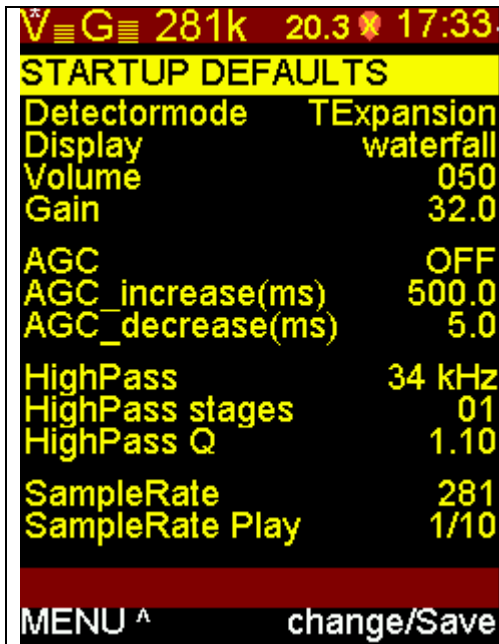 *V≡G≡ 281k 20.3 X 17:33
STARTUP DEFAULTS
Detectormode TExpansion
Display waterfall
Volume 050
Gain 32.0
AGC OFF
AGC_increase(ms) 500.0
AGC_decrease(ms) 5.0
HighPass 34 kHz
HighPass stages 01
HighPass Q 1.10
SampleRate 281
SampleRate Play 1/10
MENU ^ change/Save